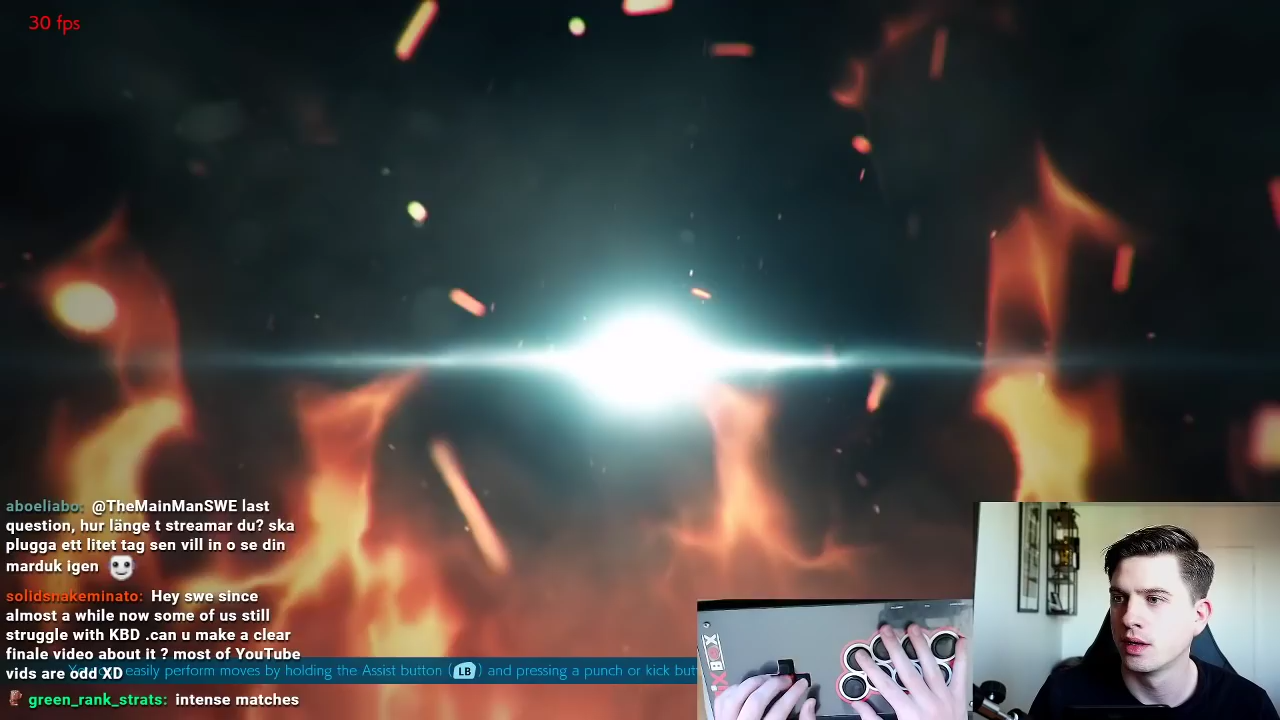 30 fps
aboeliabo: @TheMainManSWE last
question, hur länge t streamar du? ska
plugga ett litet tag sen vill in o se din
marduk igen
solidsnakeminato: Hey swe since
almost a while now some of us still
struggle with KBD .can u make a clear
finale video about it ? most of YouTube
vids are odd XD
easily perform moves by holding the Assist button (LB) and pressing a punch or kick but
green_rank_strats: intense matches